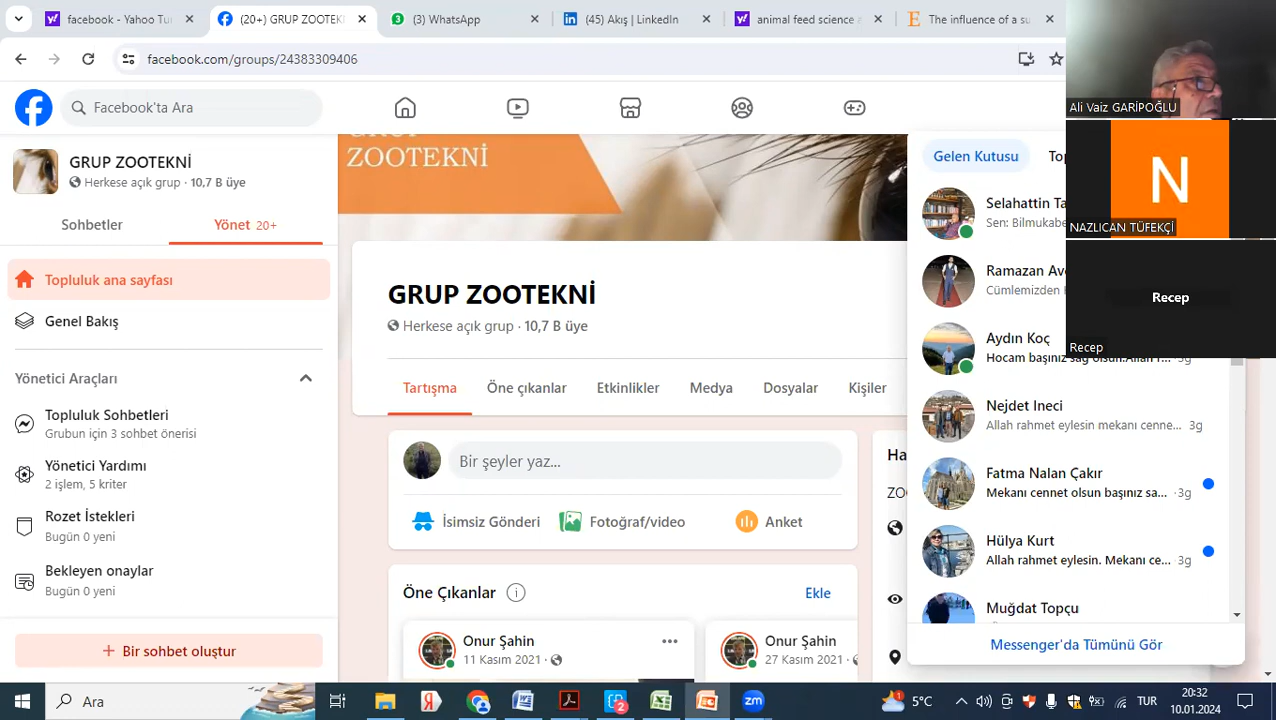 facebook - Yahoo Tur
(20+) GRUP ZOOTEKN
(3) WhatsApp
(45) Akış | LinkedIn
animal feed science a
The influence of a su
facebook.com/groups/24383309406
Facebook'ta Ara
GRUP ZOOTEKNİ
Herkese açık grup · 10,7 B üye
Sohbetler
Yönet 20+
Topluluk ana sayfası
Genel Bakış
Yönetici Araçları
Topluluk Sohbetleri
Grubun için 3 sohbet önerisi
Yönetici Yardımı
2 işlem, 5 kriter
Rozet İstekleri
Bugün 0 yeni
Bekleyen onaylar
Bugün 0 yeni
+ Bir sohbet oluştur
ZOOTEKNİ
GRUP ZOOTEKNİ
Herkese açık grup · 10,7 B üye
Tartışma
Öne çıkanlar
Etkinlikler
Medya
Dosyalar
Kişiler
Bir şeyler yaz...
İsimsiz Gönderi
Fotoğraf/video
Anket
Öne Çıkanlar
Ekle
Onur Şahin
11 Kasım 2021
Onur Şahin
27 Kasım 2021
Ha
ZO
Gelen Kutusu
Top
Selahattin Ta
Sen: Bilmukabe
Ramazan Avc
Cümlemizden
Aydın Koç
Hocam başınız sağ olsun.Allah r... · 3g
Nejdet Ineci
Allah rahmet eylesin mekanı cenne... · 3g
Fatma Nalan Çakır
Mekanı cennet olsun başınız sa... · 3g
Hülya Kurt
Allah rahmet eylesin. Mekanı ce... · 3g
Muğdat Topçu
Messenger'da Tümünü Gör
Ali Vaiz GARİPOĞLU
N
NAZLICAN TÜFEKÇİ
Recep
Recep
Ara
2
1
5°C
TUR
20:32
10.01.2024